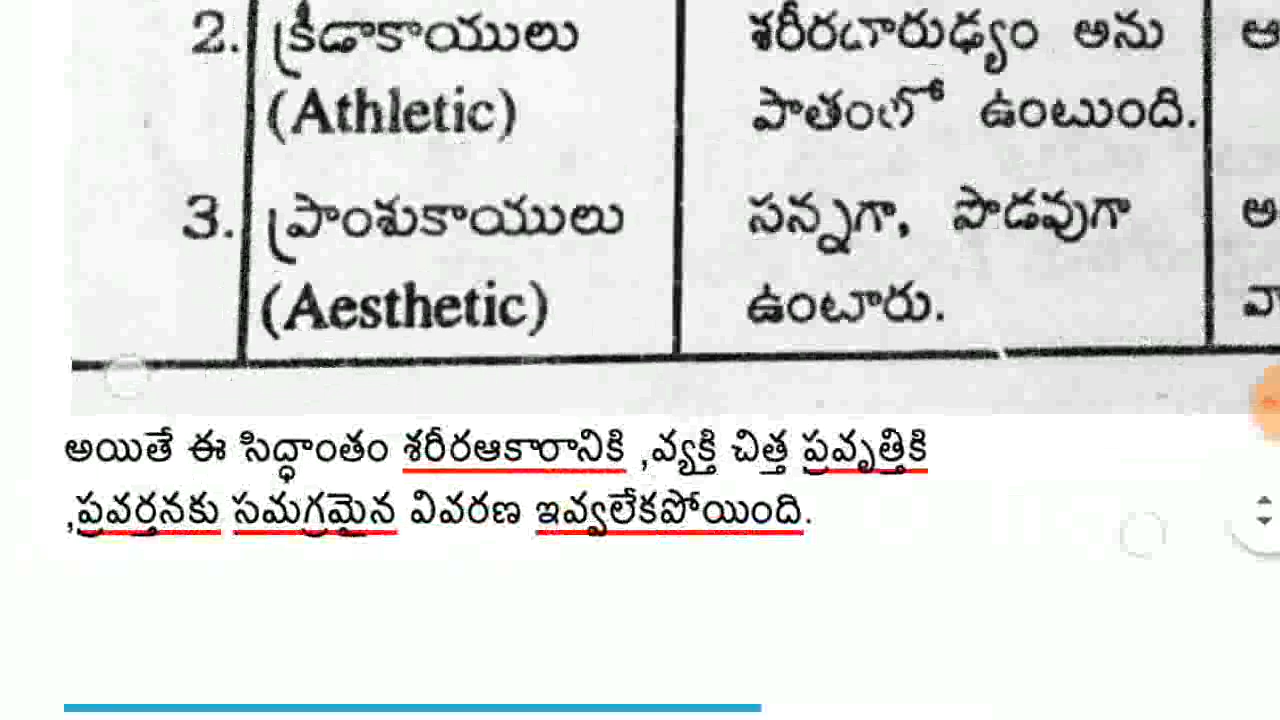 2. క్రీడాకాయులు శరీరదారుఢ్యం అను ఆ
(Athletic) పాతంలో ఉంటుంది.
3. ప్రాంశుకాయులు సన్నగా, పొడవుగా అ
(Aesthetic) ఉంటారు. వా
అయితే ఈ సిద్ధాంతం శరీరఆకారానికి ,వ్యక్తి చిత్త ప్రవృత్తికి
,ప్రవర్తనకు సమగ్రమైన వివరణ ఇవ్వలేకపోయింది.